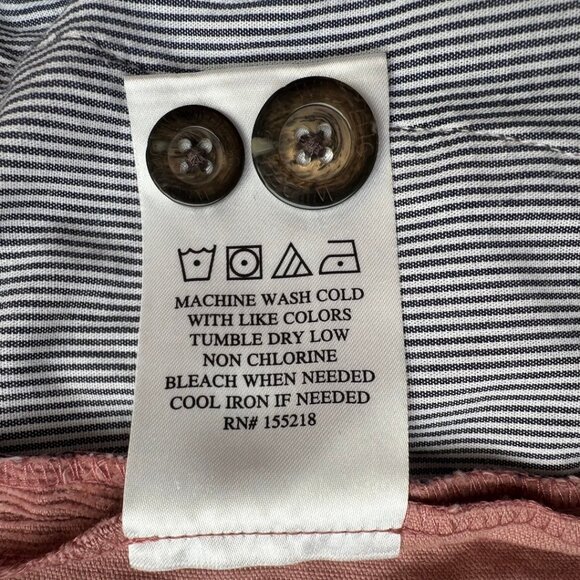 MACHINE WASH COLD
WITH LIKE COLORS
TUMBLE DRY LOW
NON CHLORINE
BLEACH WHEN NEEDED
COOL IRON IF NEEDED
RN# 155218